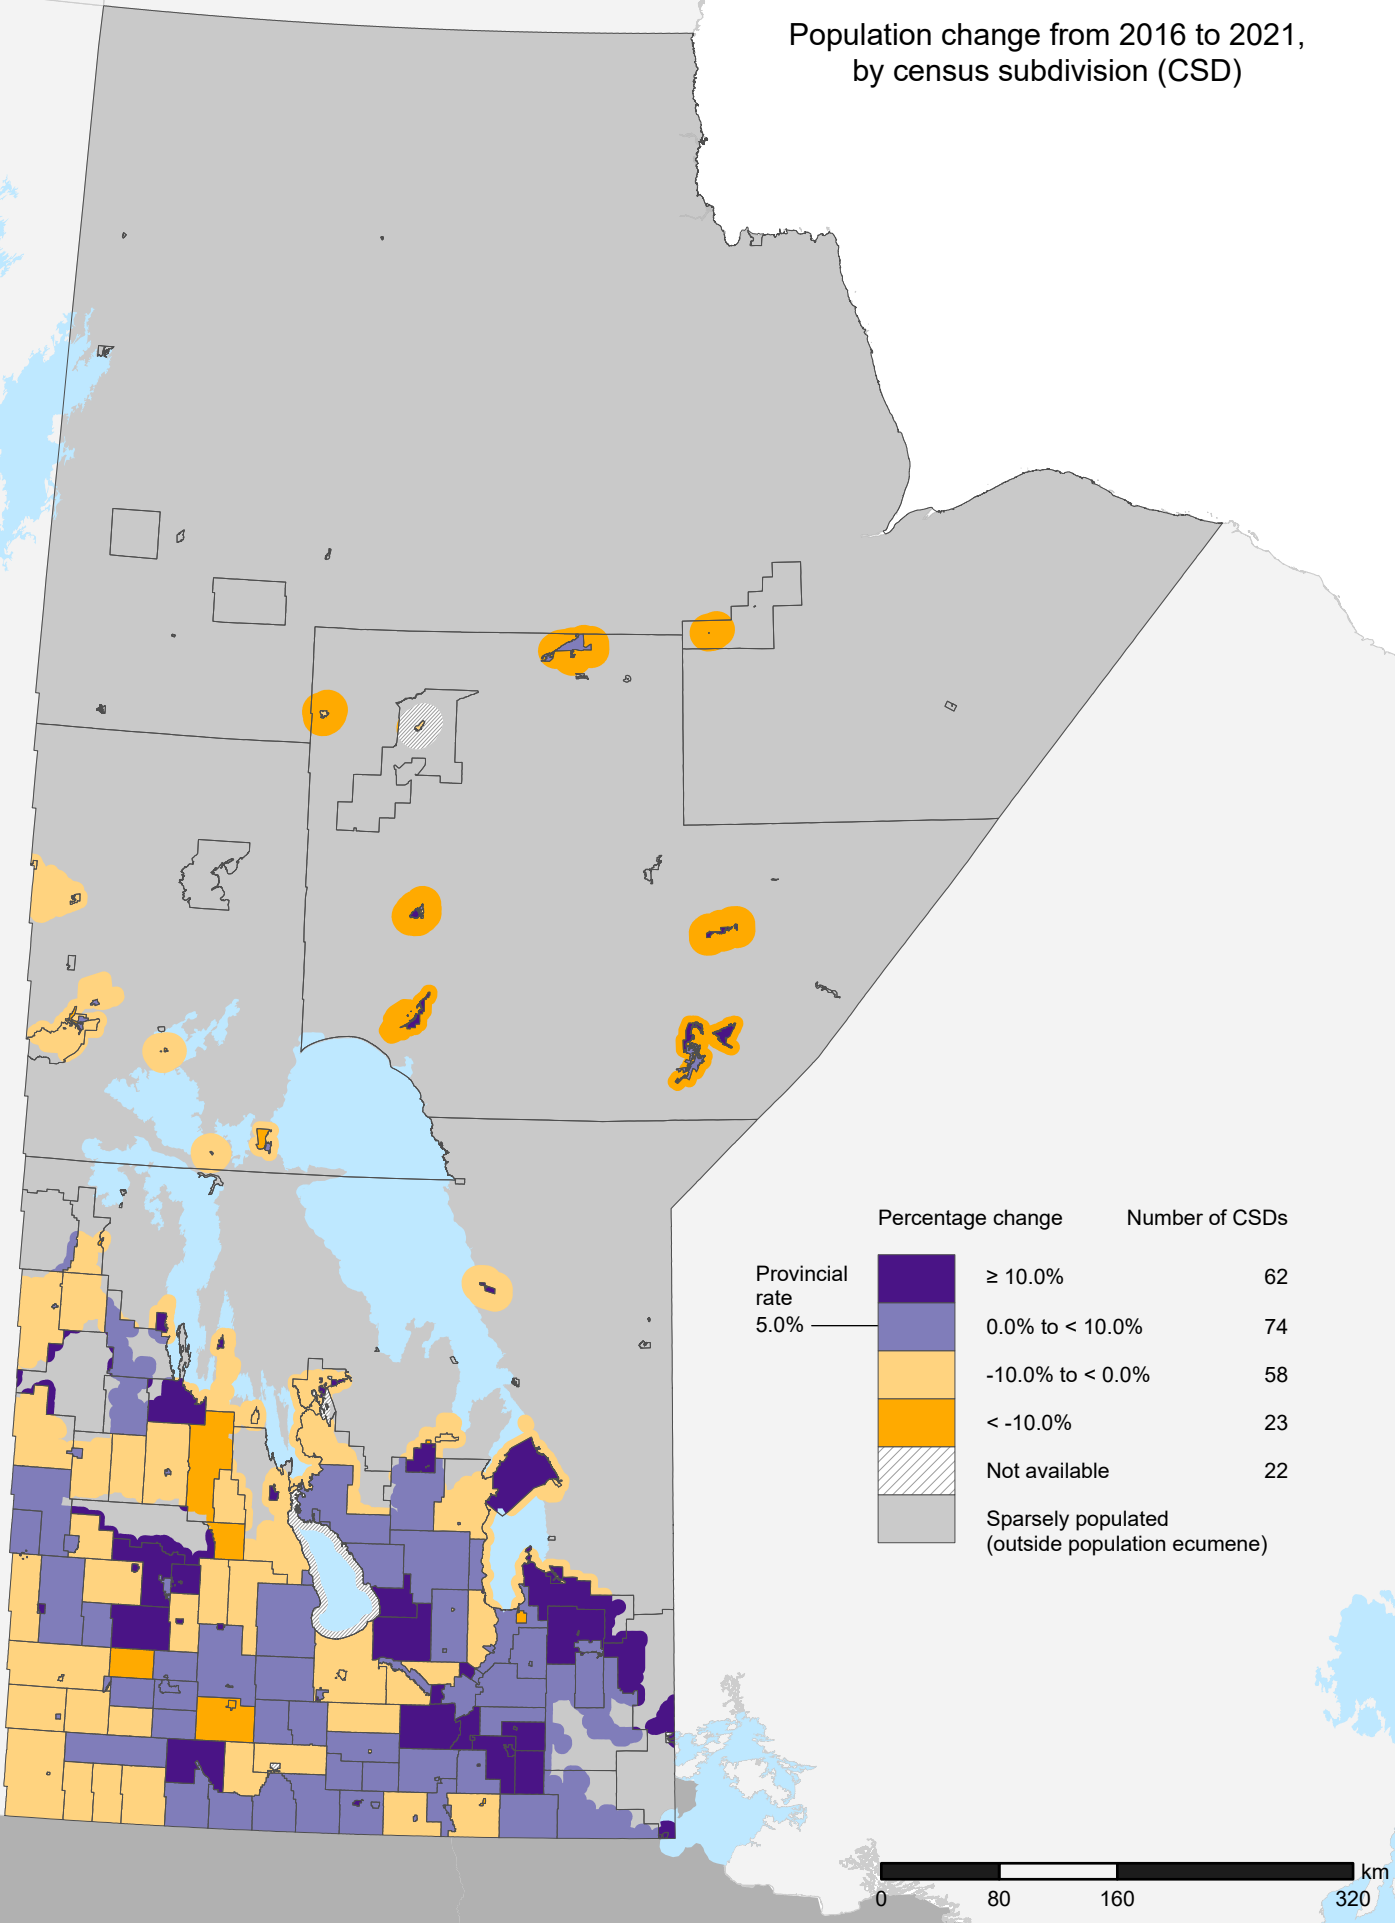 Population change from 2016 to 2021,
by census subdivision (CSD)
Percentage change Number of CSDs
Provincial
rate
5.0%
≥ 10.0% 62
0.0% to < 10.0% 74
-10.0% to < 0.0% 58
< -10.0% 23
Not available 22
Sparsely populated
(outside population ecumene)
km
0 80 160 320